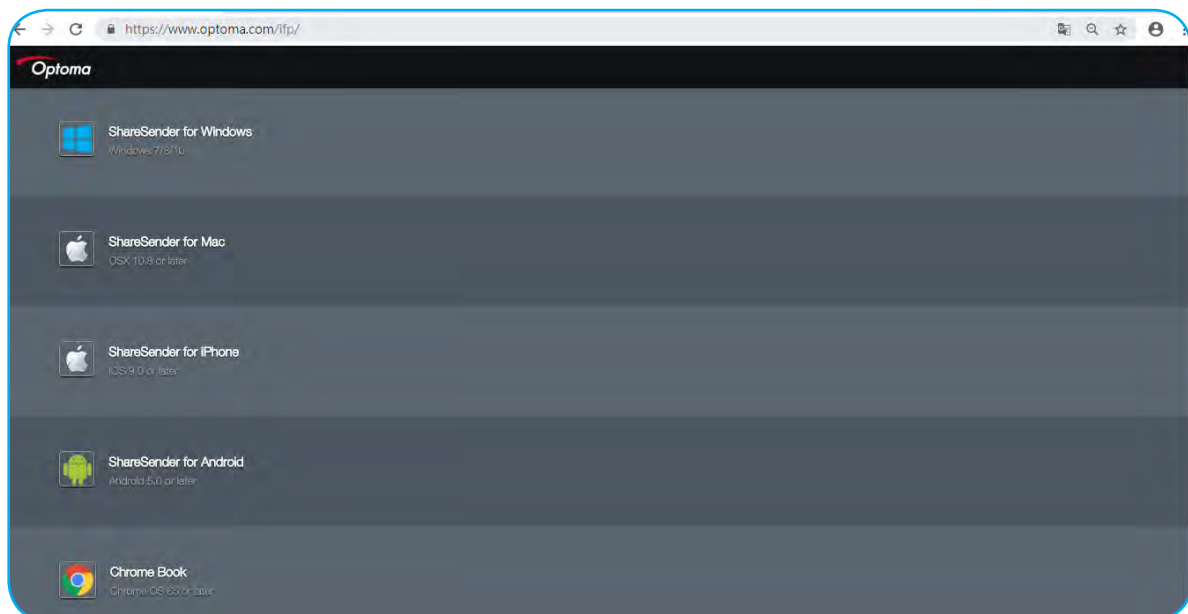 https://www.optoma.com/ifp/
Optoma
ShareSender for Windows
Windows 7/8/10
ShareSender for Mac
OSX 10.8 or later
ShareSender for IPhone
IOS 9.0 or later
ShareSender for Android
Android 5.0 or later
Chrome Book
Chrome OS or later